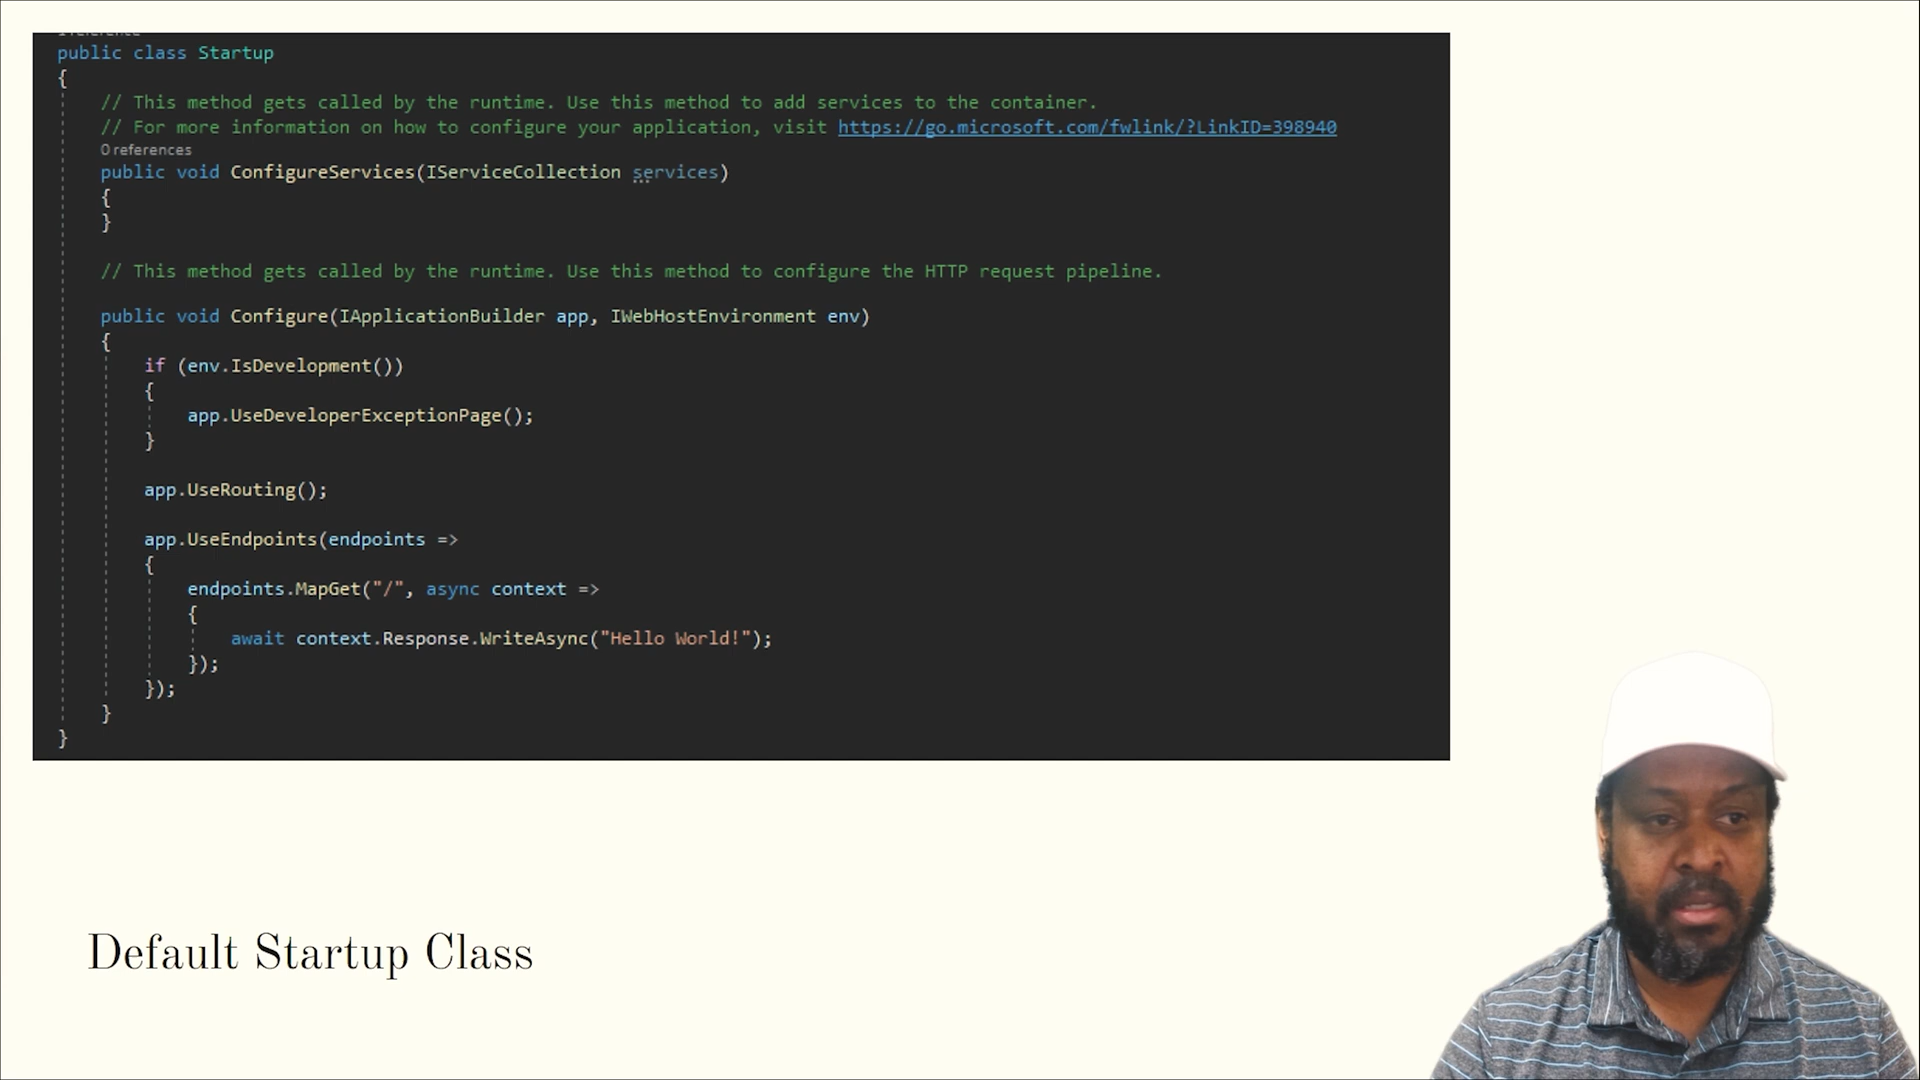 public class Startup
{
// This method gets called by the runtime. Use this method to add services to the container.
// For more information on how to configure your application, visit https://go.microsoft.com/fwlink/?LinkID=398940
0 references
public void ConfigureServices(IServiceCollection services)
{
}
// This method gets called by the runtime. Use this method to configure the HTTP request pipeline.
public void Configure(IApplicationBuilder app, IWebHostEnvironment env)
{
if (env.IsDevelopment())
{
app.UseDeveloperExceptionPage();
}
app.UseRouting();
app.UseEndpoints(endpoints =>
{
endpoints.MapGet("/", async context =>
{
await context.Response.WriteAsync("Hello World!");
});
});
}
}
Default Startup Class